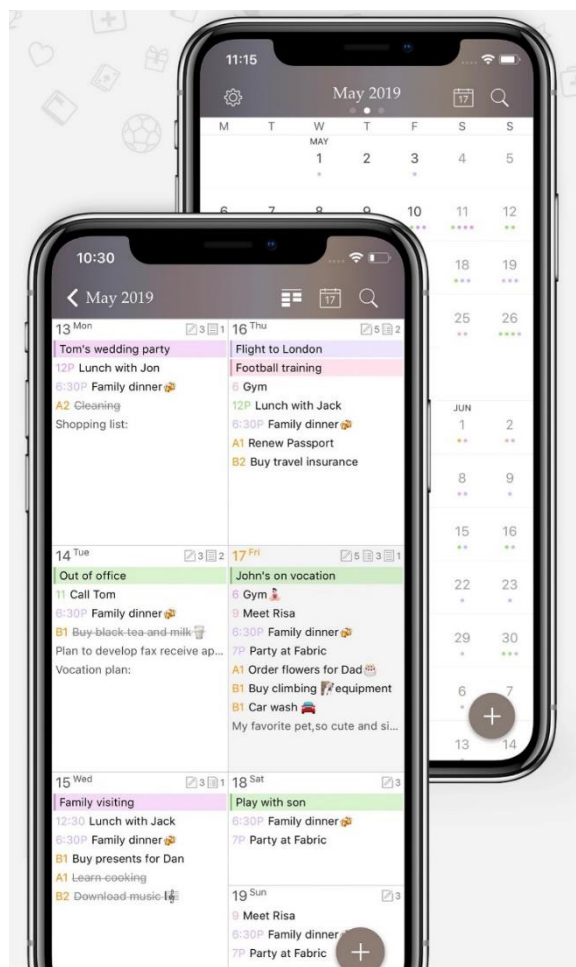 11:15
May 2019
17
M T W T F S S
MAY
1 2 3 4 5
6 7 8 9 10 11 12
18 19
25 26
JUN
1 2
8 9
15 16
22 23
29 30
6 7
13 14
+
10:30
May 2019
17
13 Mon 3 1
Tom's wedding party
12P Lunch with Jon
6:30P Family dinner
A2 Cleaning
Shopping list:
14 Tue 3 2
Out of office
11 Call Tom
6:30P Family dinner
B1 Buy black tea and milk
Plan to develop fax receive ap...
Vocation plan:
15 Wed 3 1
Family visiting
12:30 Lunch with Jack
6:30P Family dinner
B1 Buy presents for Dan
A1 Learn cooking
B2 Download music
16 Thu 5 2
Flight to London
Football training
6 Gym
12P Lunch with Jack
6:30P Family dinner
A1 Renew Passport
B2 Buy travel insurance
17 Fri 5 3 1
John's on vocation
6 Gym
9 Meet Risa
6:30P Family dinner
7P Party at Fabric
A1 Order flowers for Dad
B1 Buy climbing equipment
B1 Car wash
My favorite pet,so cute and si...
18 Sat 3
Play with son
6:30P Family dinner
7P Party at Fabric
19 Sun 3
9 Meet Risa
6:30P Family dinner
7P Party at Fabric
+